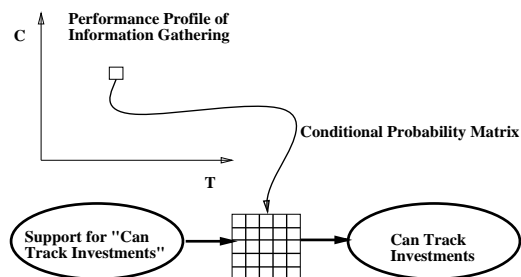 Performance Profile of
Information Gathering
C
Conditional Probability Matrix
T
Support for "Can
Track Investments"
Can Track
Investments